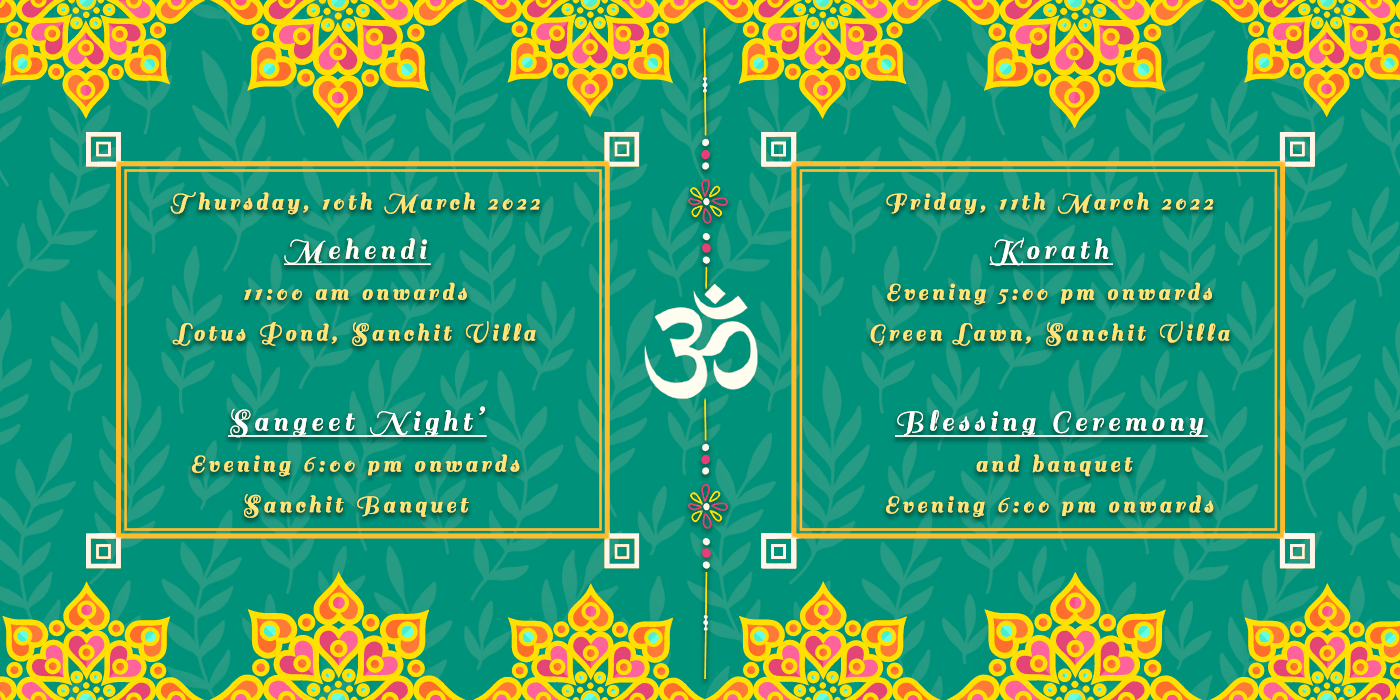 Thursday, 10th March 2022
Mehendi
11:00 am onwards
Lotus Pond, Sanchit Villa
Sangeet Night’
Evening 6:00 pm onwards
Sanchit Banquet
ॐ
Friday, 11th March 2022
Korath
Evening 5:00 pm onwards
Green Lawn, Sanchit Villa
Blessing Ceremony
and banquet
Evening 6:00 pm onwards